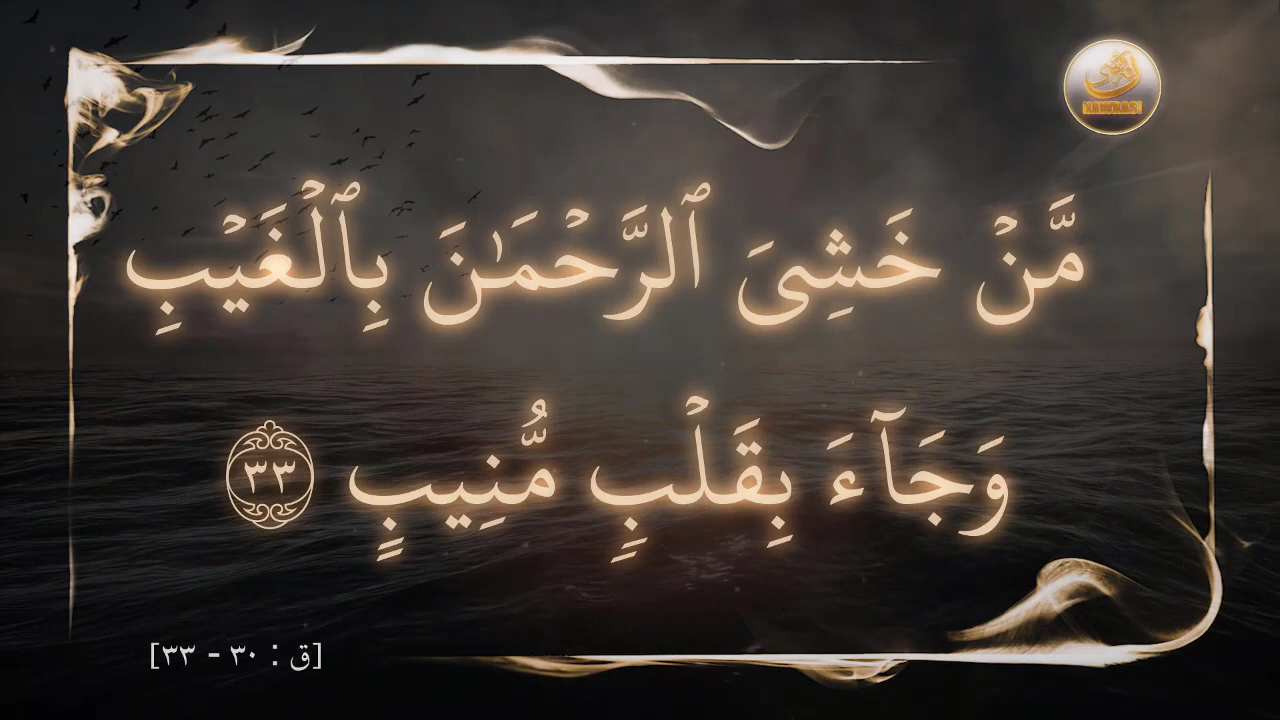 مَّنْ خَشِىَ ٱلرَّحْمَـٰنَ بِٱلْغَيْبِ
وَجَآءَ بِقَلْبٍ مُّنِيبٍ ٣٣
[ق : ٣٠ - ٣٣]